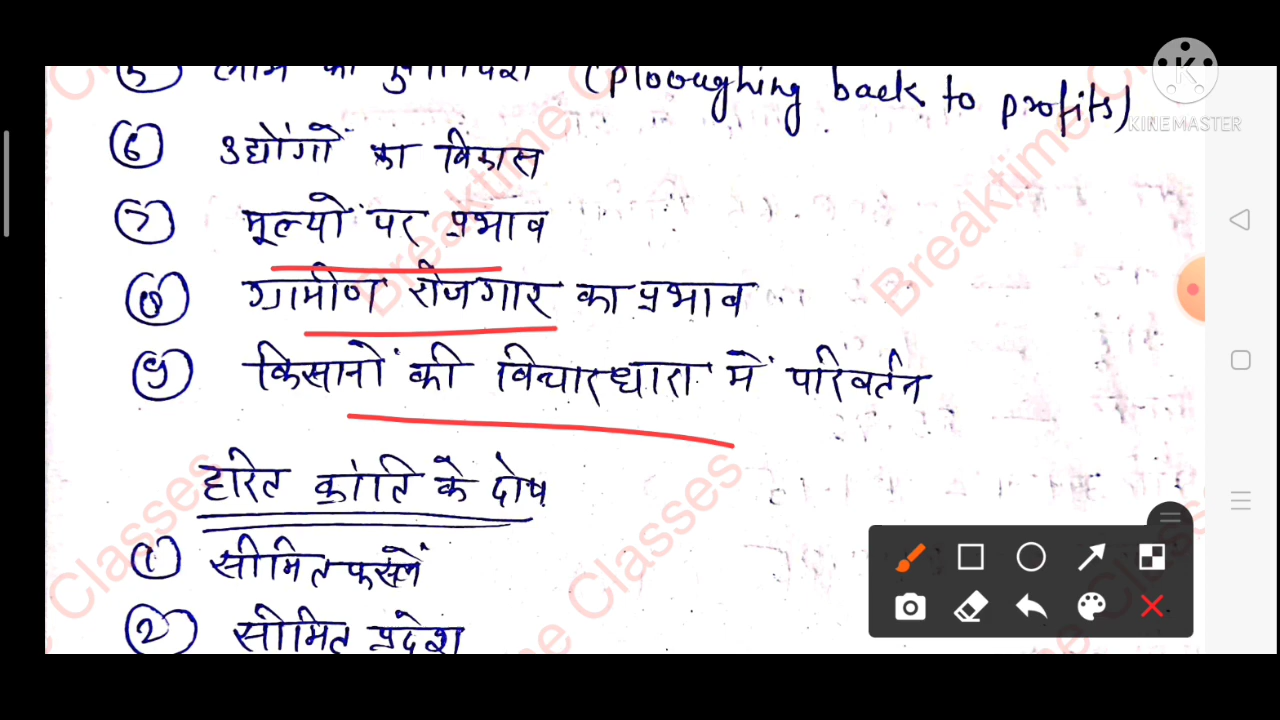 (plooughing back to profits)
KINEMASTER
⑥ उद्योगों का विकास
⑦ मूल्यों पर प्रभाव
⑧ ग्रामीण रोजगार का प्रभाव
⑨ किसानों की विचारधारा में परिवर्तन
हरित क्रांति के दोष
① सीमित फसलें
② सीमित प्रदेश
Breaktime Classes
Breaktime Classes